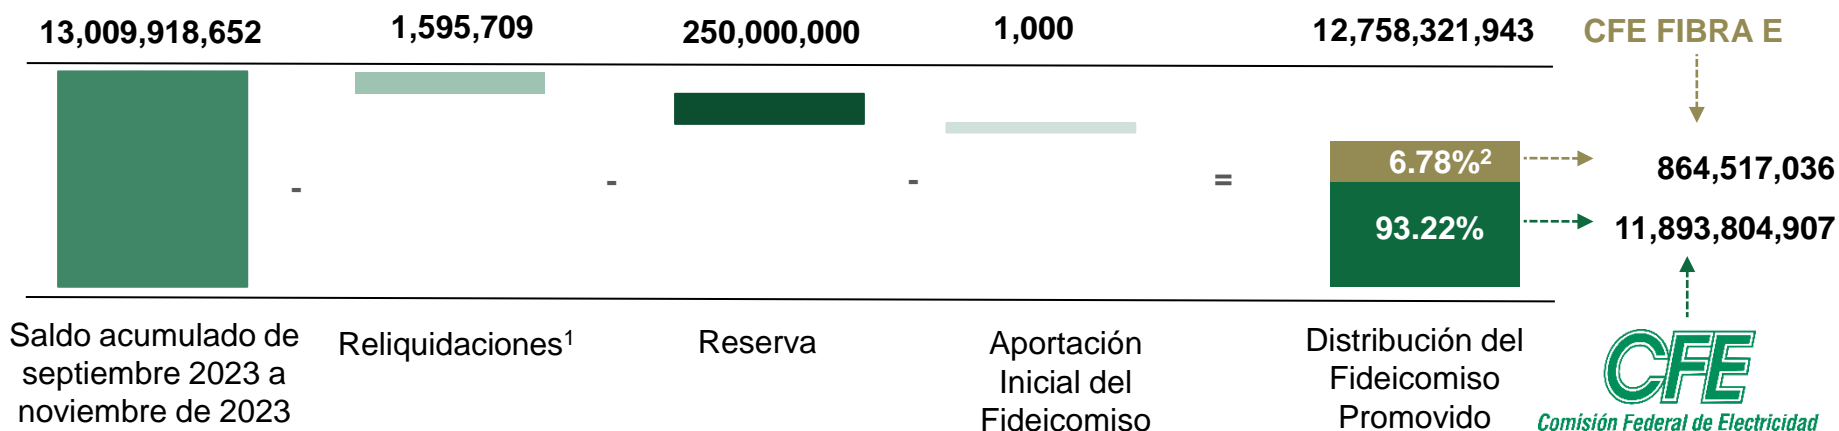 13,009,918,652
1,595,709
250,000,000
1,000
12,758,321,943
CFE FIBRA E
-
-
-
=
6.78%²
864,517,036
93.22%
11,893,804,907
Saldo acumulado de
septiembre 2023 a
noviembre de 2023
Reliquidaciones¹
Reserva
Aportación
Inicial del
Fideicomiso
Distribución del
Fideicomiso
Promovido
CFE
Comisión Federal de Electricidad